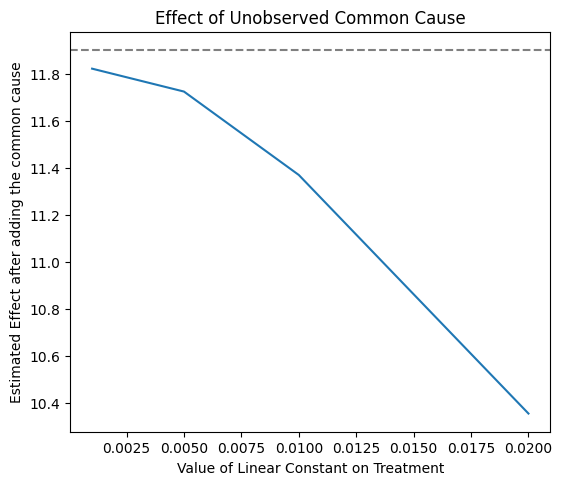 Effect of Unobserved Common Cause
Estimated Effect after adding the common cause
11.8
11.6
11.4
11.2
11.0
10.8
10.6
10.4
0.0025 0.0050 0.0075 0.0100 0.0125 0.0150 0.0175 0.0200
Value of Linear Constant on Treatment